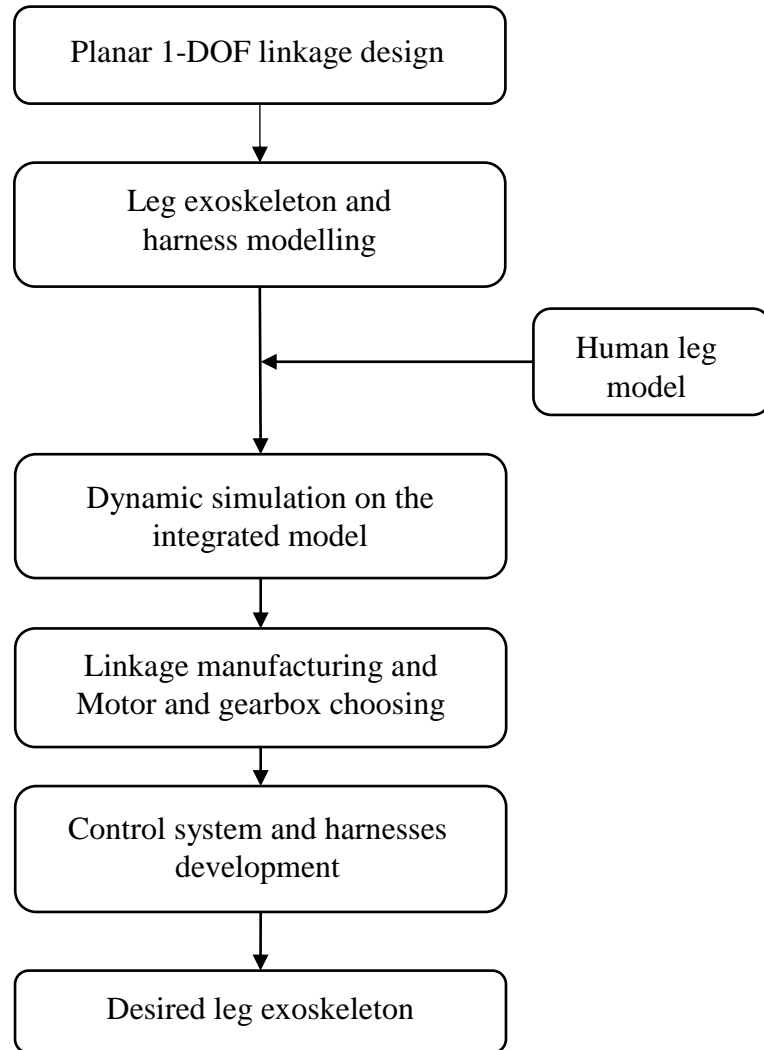 Planar 1-DOF linkage design
Leg exoskeleton and
harness modelling
Human leg
model
Dynamic simulation on the
integrated model
Linkage manufacturing and
Motor and gearbox choosing
Control system and harnesses
development
Desired leg exoskeleton